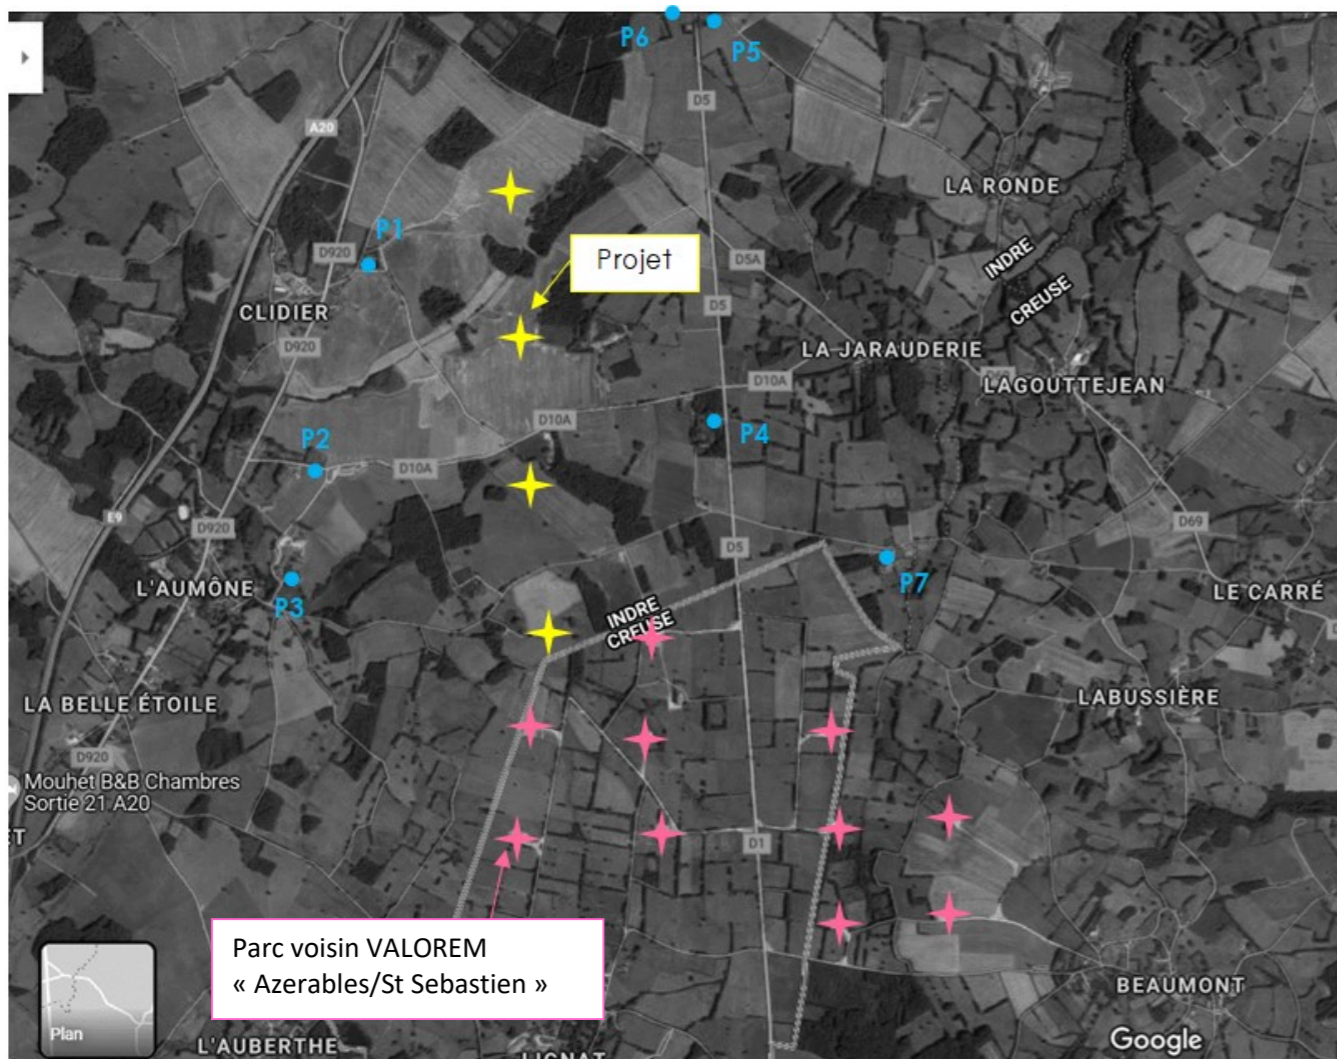 P6
P5
D5
A20
LA RONDE
P1
D920
Projet
INDRE
CREUSE
D5A
D5
CLIDIER
D920
LA JARAUDERIE
D10A
LAGOUTTEJEAN
D10A
P4
P2
D10A
E9
D920
D69
D5
P7
L'AUMÔNE
P3
LE CARRÉ
INDRE
CREUSE
LA BELLE ÉTOILE
LABUSSIÈRE
D920
Mouhet B&B Chambres
Sortie 21 A20
ET
D1
Parc voisin VALOREM
« Azerables/St Sebastien »
BEAUMONT
Plan
L'AUBERTHE
LIGNAT
Google